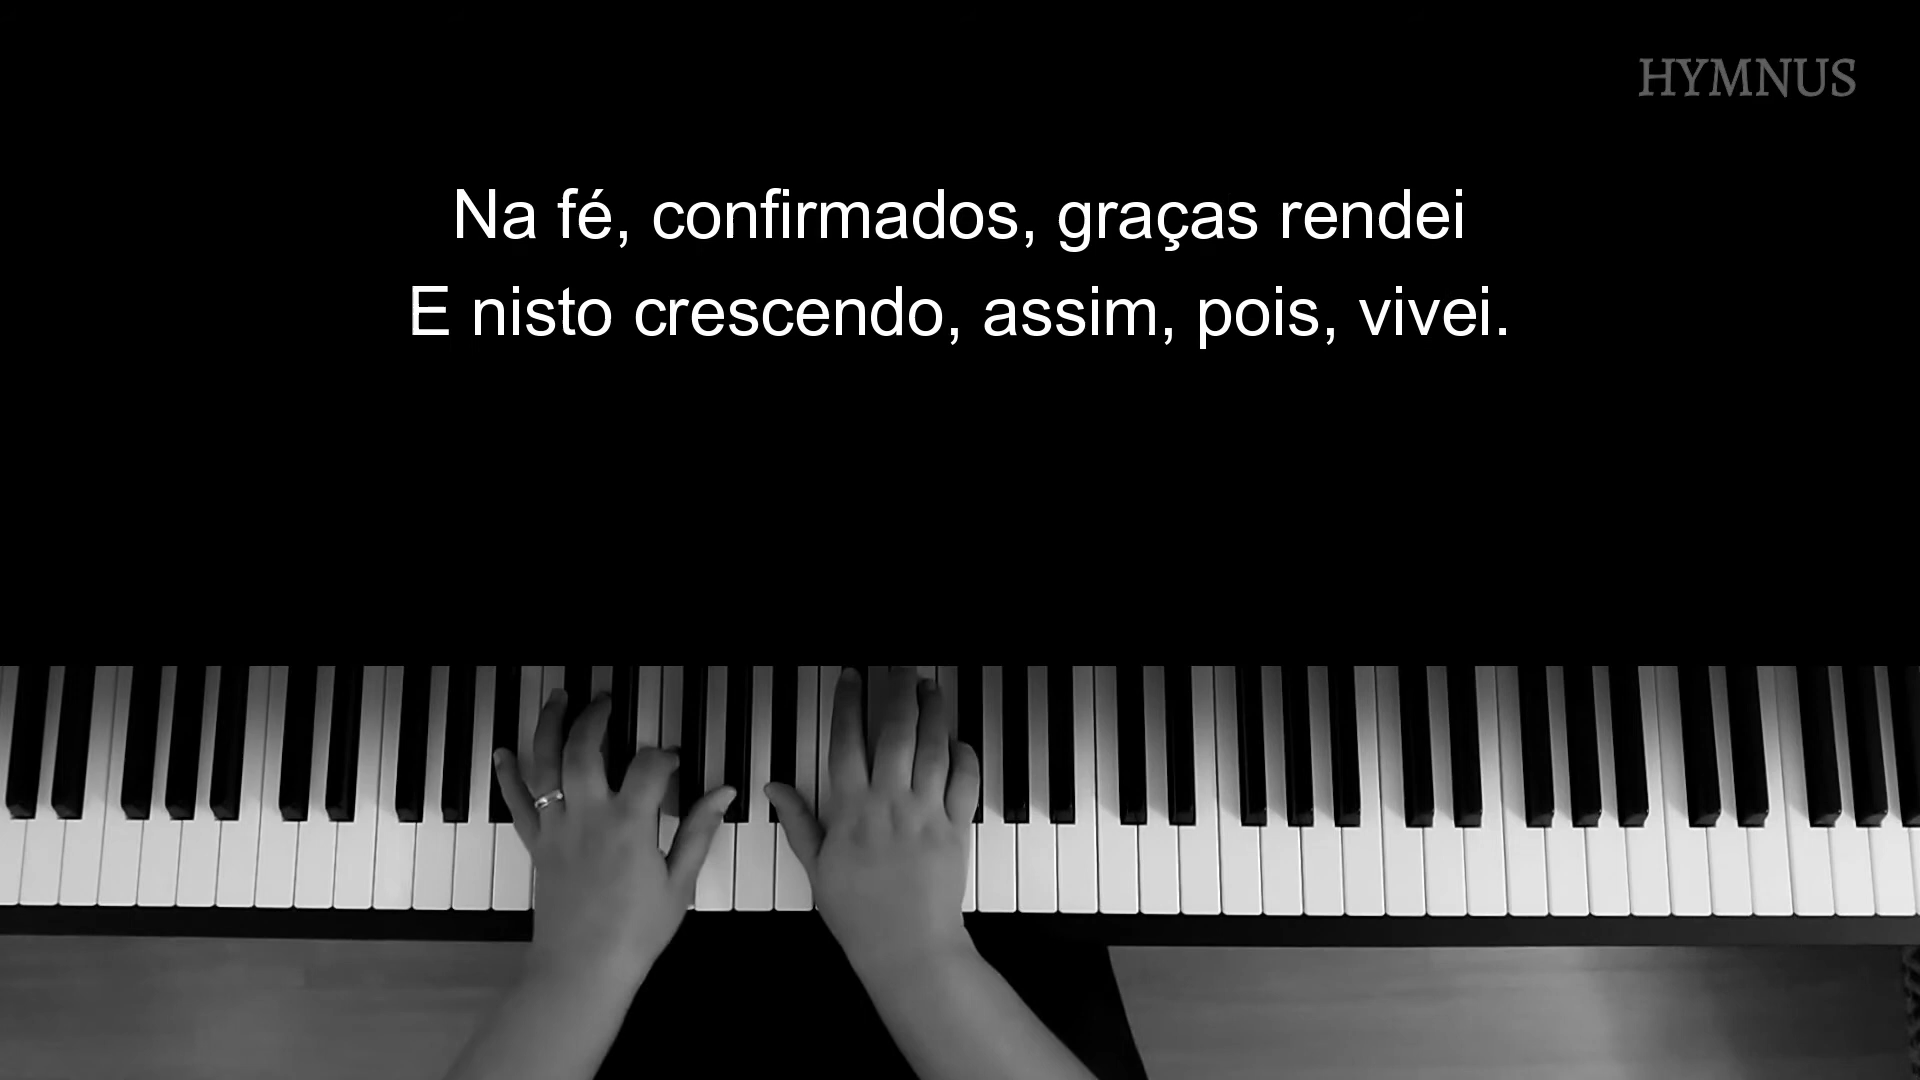 HYMNUS
Na fé, confirmados, graças rendei
E nisto crescendo, assim, pois, vivei.